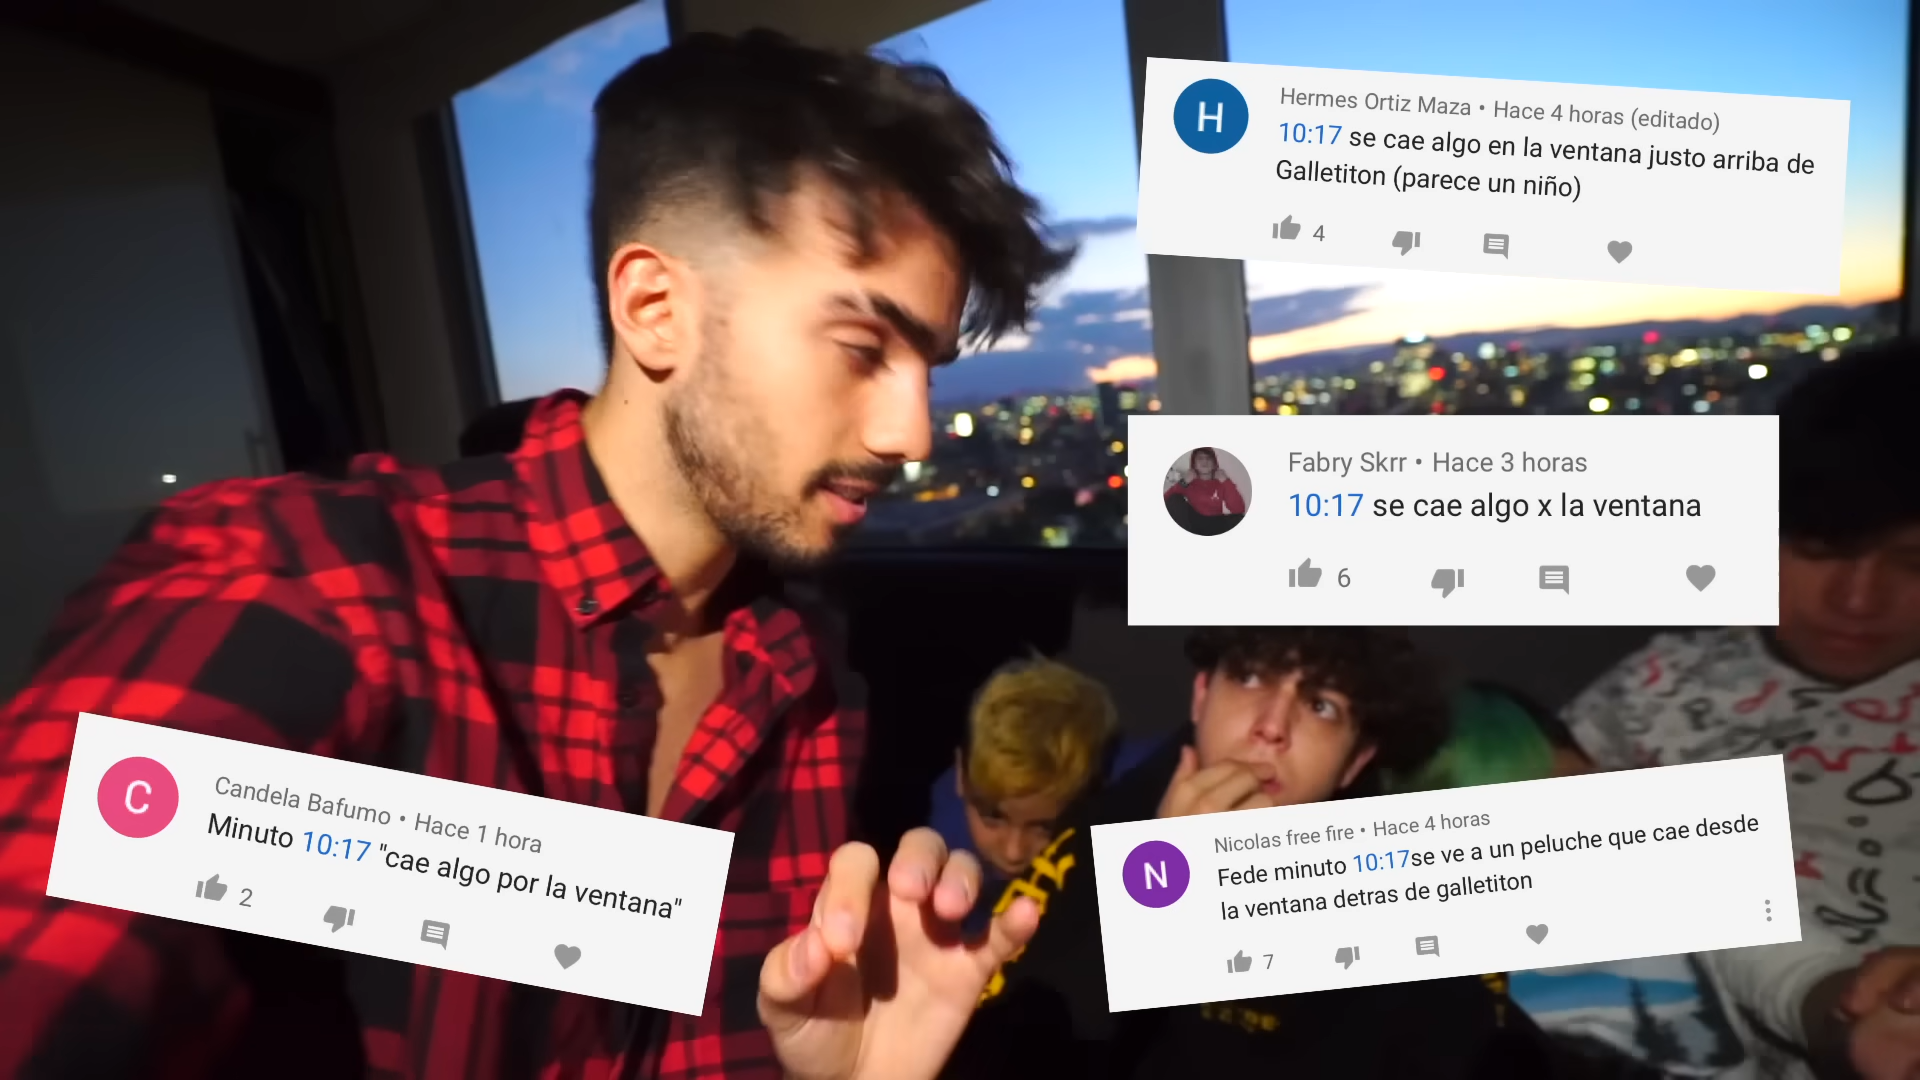 H
Hermes Ortiz Maza • Hace 4 horas (editado)
10:17 se cae algo en la ventana justo arriba de
Galletiton (parece un niño)
4
Fabry Skrr • Hace 3 horas
10:17 se cae algo x la ventana
6
C
Candela Bafumo • Hace 1 hora
Minuto 10:17 "cae algo por la ventana"
2
N
Nicolas free fire • Hace 4 horas
Fede minuto 10:17se ve a un peluche que cae desde
la ventana detras de galletiton
7